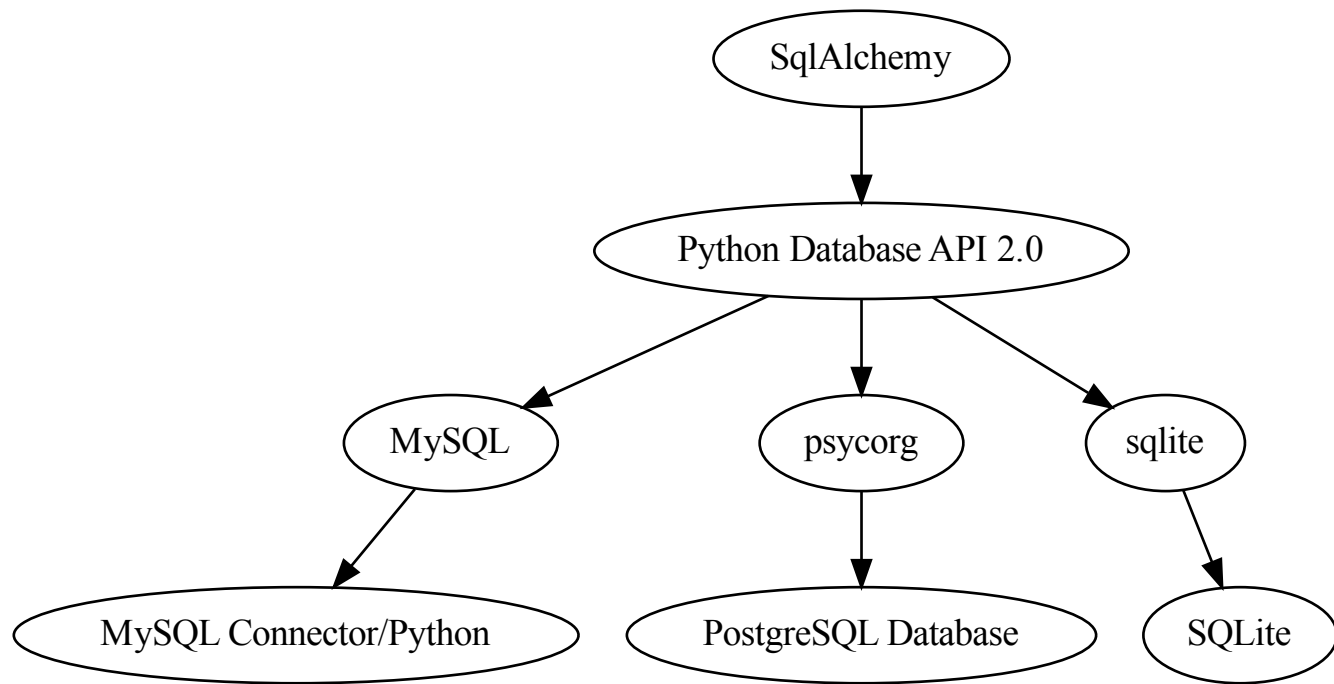 SqlAlchemy
Python Database API 2.0
MySQL
psycorg
sqlite
MySQL Connector/Python
PostgreSQL Database
SQLite